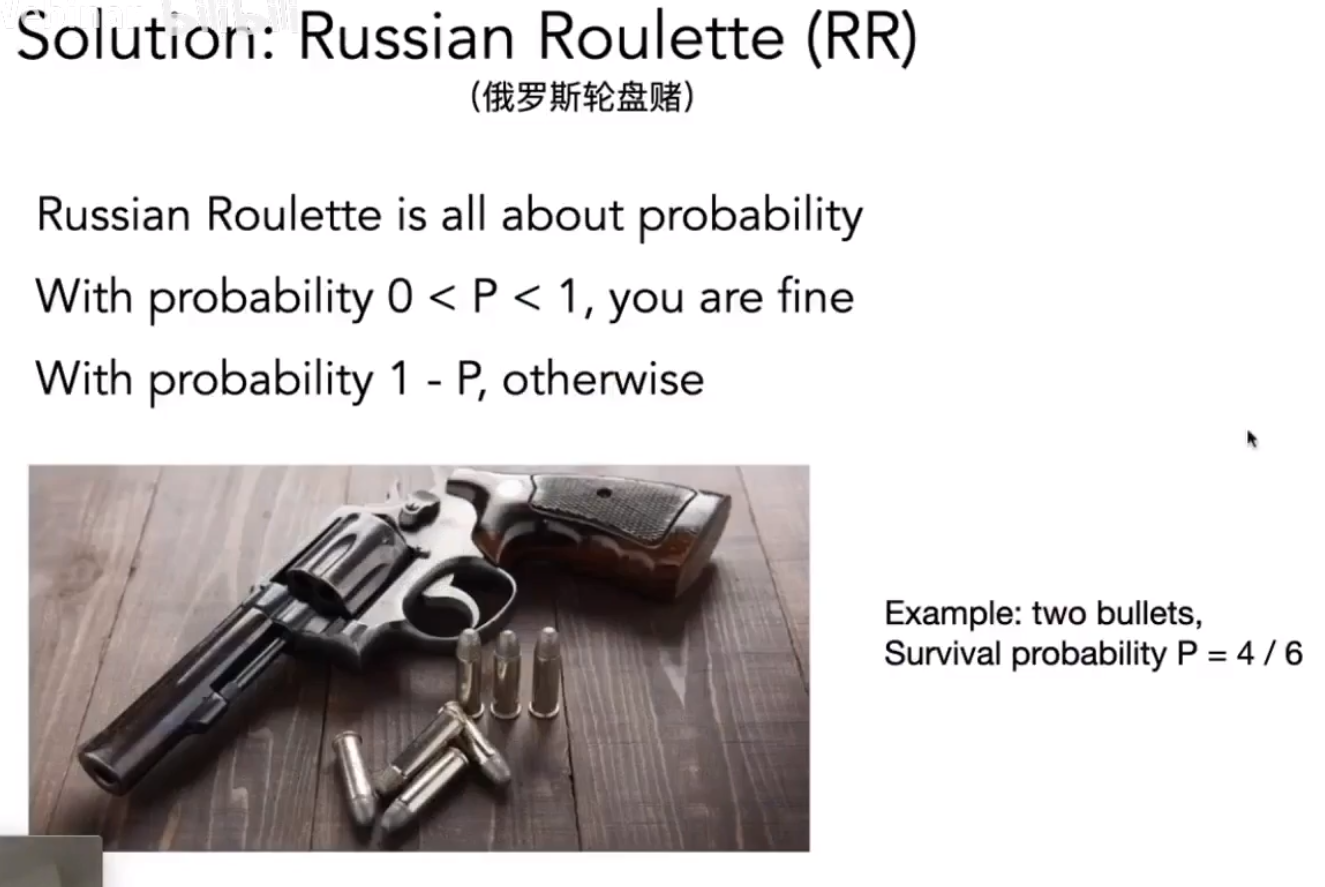 Solution: Russian Roulette (RR)
（俄罗斯轮盘赌）
Russian Roulette is all about probability
With probability 0 < P < 1, you are fine
With probability 1 - P, otherwise
Example: two bullets,
Survival probability P = 4 / 6